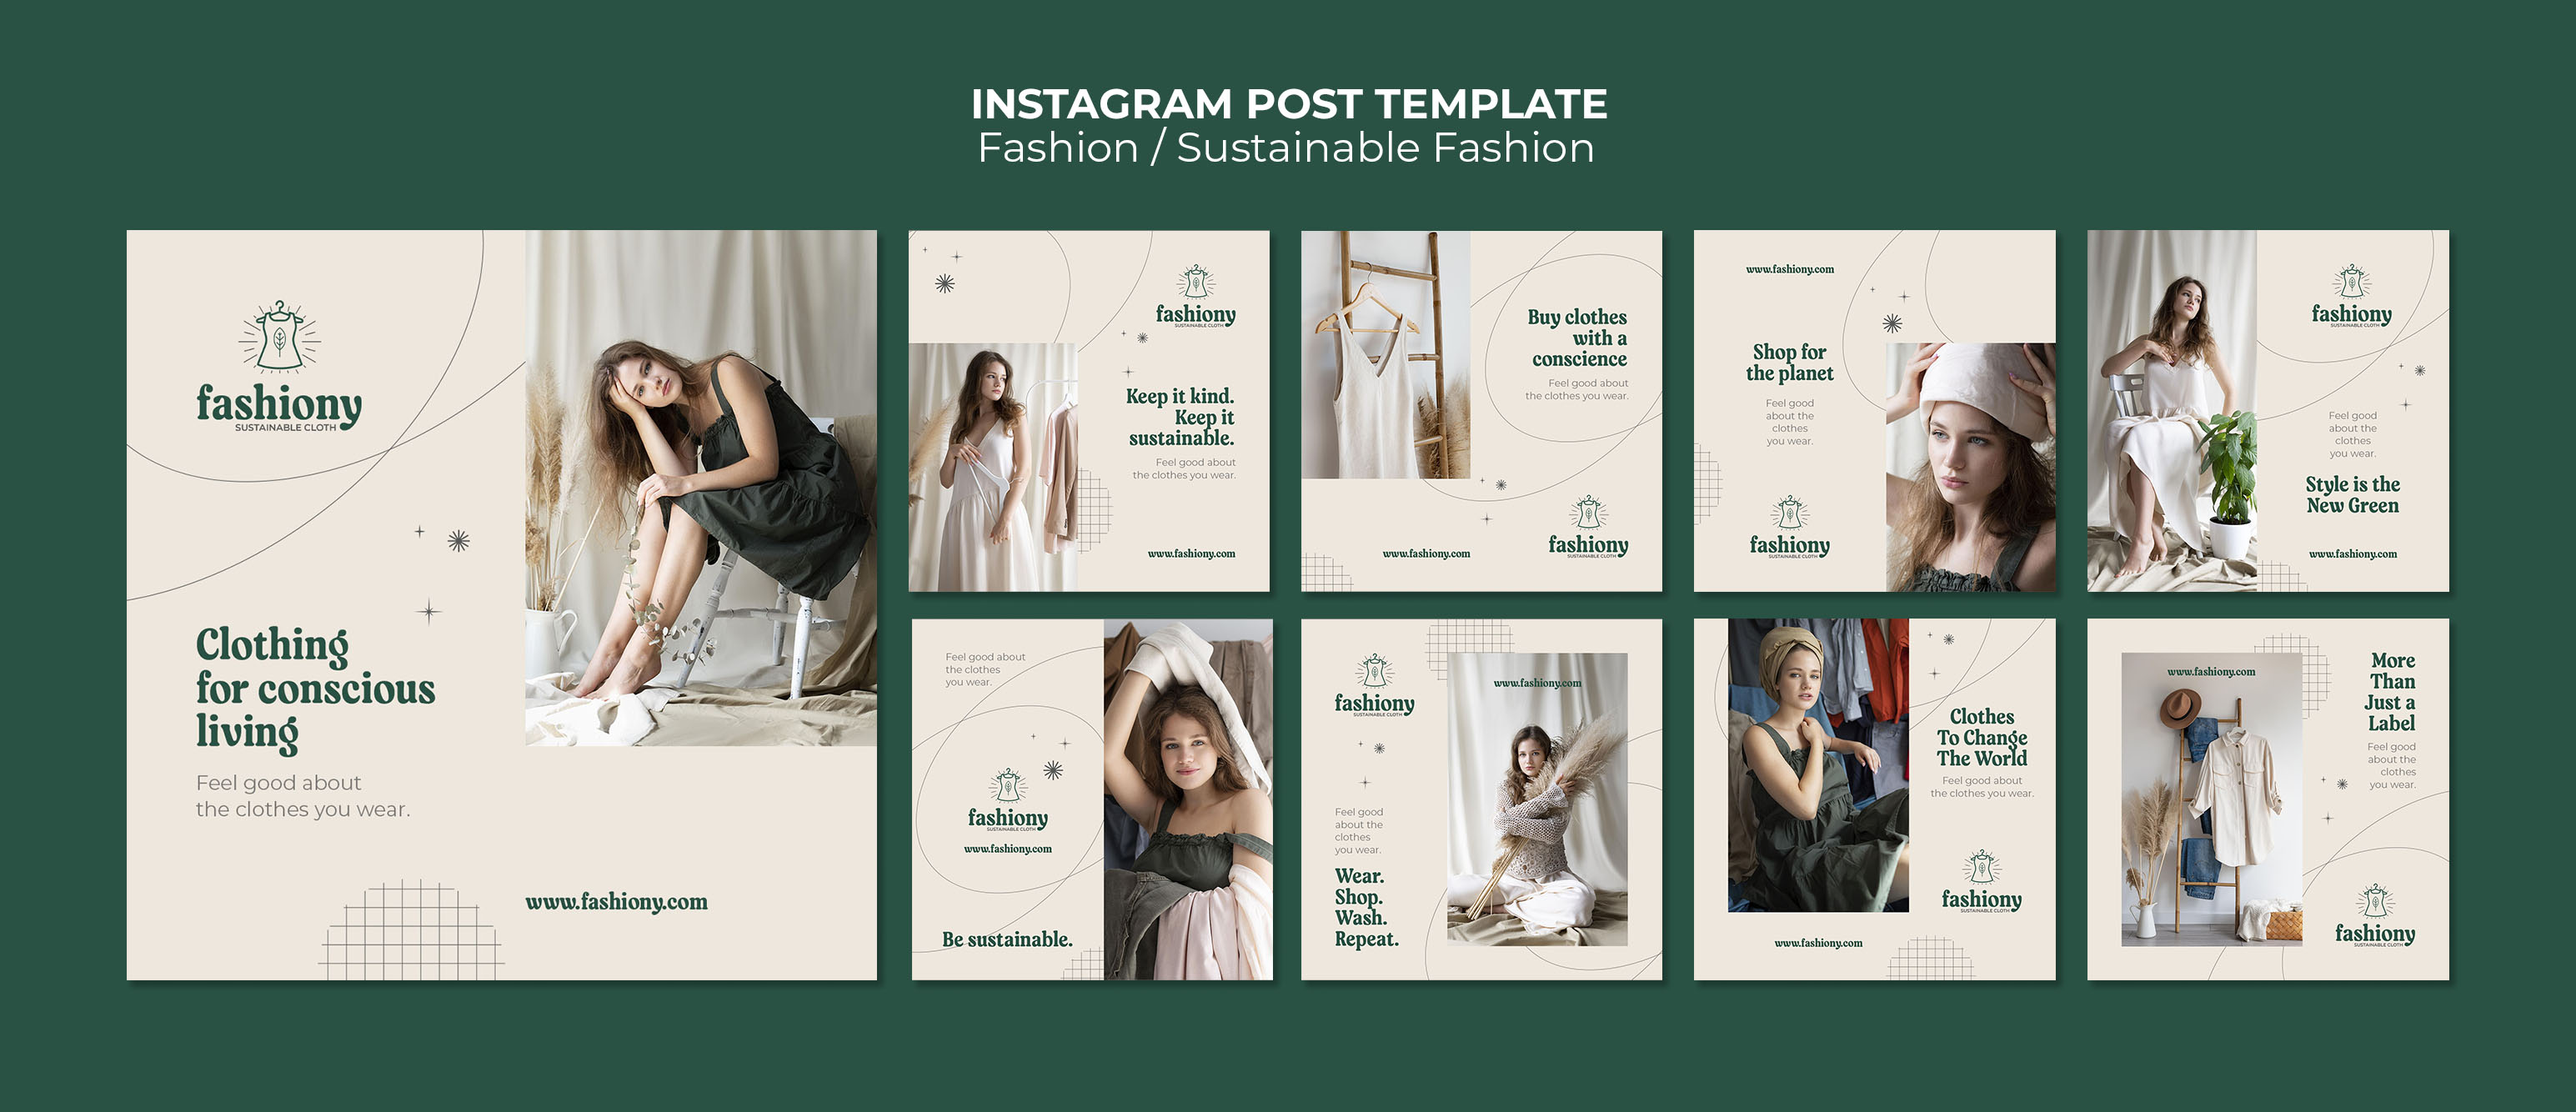 INSTAGRAM POST TEMPLATE
Fashion / Sustainable Fashion
fashiony
SUSTAINABLE CLOTH
Clothing
for conscious
living
Feel good about
the clothes you wear.
www.fashiony.com
fashiony
SUSTAINABLE CLOTH
Keep it kind.
Keep it
sustainable.
Feel good about
the clothes you wear.
www.fashiony.com
Buy clothes
with a
conscience
Feel good about
the clothes you wear.
www.fashiony.com
fashiony
SUSTAINABLE CLOTH
www.fashiony.com
Shop for
the planet
Feel good
about the
clothes
you wear.
fashiony
SUSTAINABLE CLOTH
fashiony
SUSTAINABLE CLOTH
Feel good
about the
clothes
you wear.
Style is the
New Green
www.fashiony.com
Feel good about
the clothes
you wear.
fashiony
SUSTAINABLE CLOTH
www.fashiony.com
Be sustainable.
fashiony
SUSTAINABLE CLOTH
www.fashiony.com
Feel good
about the
clothes
you wear.
Wear.
Shop.
Wash.
Repeat.
Clothes
To Change
The World
Feel good about
the clothes you wear.
fashiony
SUSTAINABLE CLOTH
www.fashiony.com
www.fashiony.com
More
Than
Just a
Label
Feel good
about the
clothes
you wear.
fashiony
SUSTAINABLE CLOTH